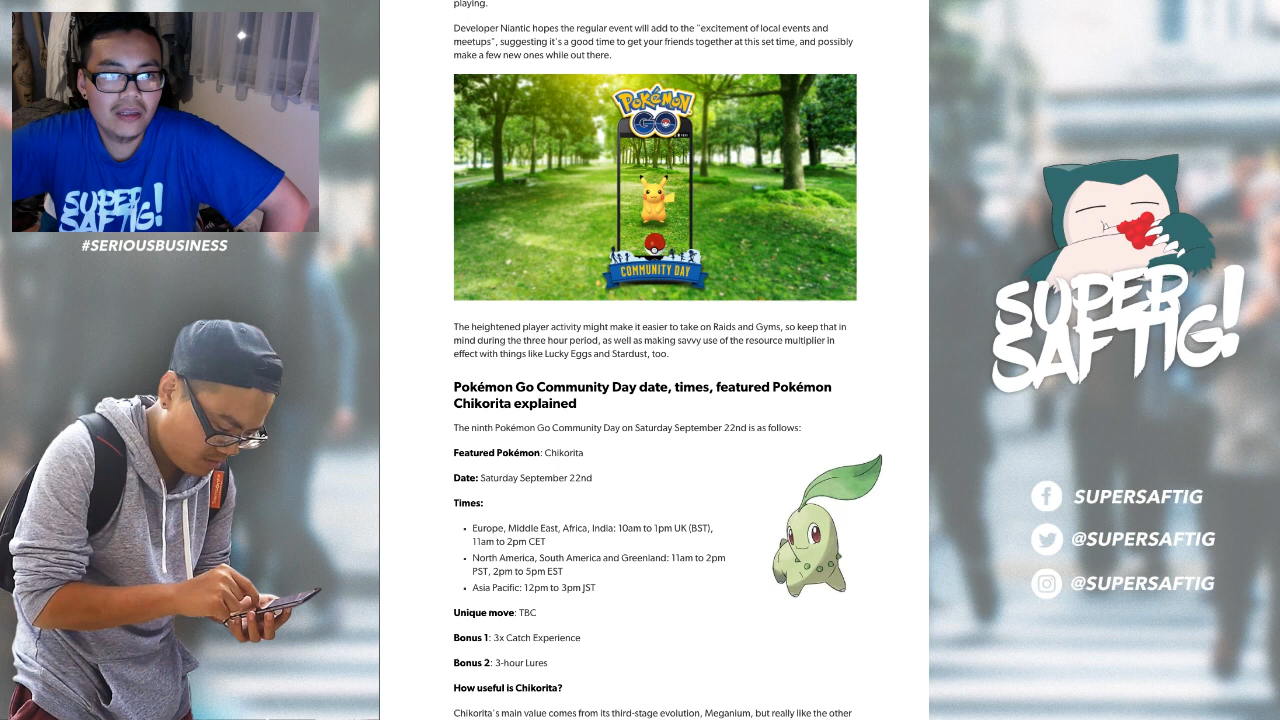 SUPER
SAFTIG!
#SERIOUSBUSINESS
playing.
Developer Niantic hopes the regular event will add to the "excitement of local events and
meetups", suggesting it's a good time to get your friends together at this set time, and possibly
make a few new ones while out there.
POKéMON
GO
COMMUNITY DAY
The heightened player activity might make it easier to take on Raids and Gyms, so keep that in
mind during the three hour period, as well as making savvy use of the resource multiplier in
effect with things like Lucky Eggs and Stardust, too.
Pokémon Go Community Day date, times, featured Pokémon
Chikorita explained
The ninth Pokémon Go Community Day on Saturday September 22nd is as follows:
Featured Pokémon: Chikorita
Date: Saturday September 22nd
Times:
• Europe, Middle East, Africa, India: 10am to 1pm UK (BST),
11am to 2pm CET
• North America, South America and Greenland: 11am to 2pm
PST, 2pm to 5pm EST
• Asia Pacific: 12pm to 3pm JST
Unique move: TBC
Bonus 1: 3x Catch Experience
Bonus 2: 3-hour Lures
How useful is Chikorita?
Chikorita's main value comes from its third-stage evolution, Meganium, but really like the other
SUPER
SAFTIG!
SUPERSAFTIG
@SUPERSAFTIG
@SUPERSAFTIG